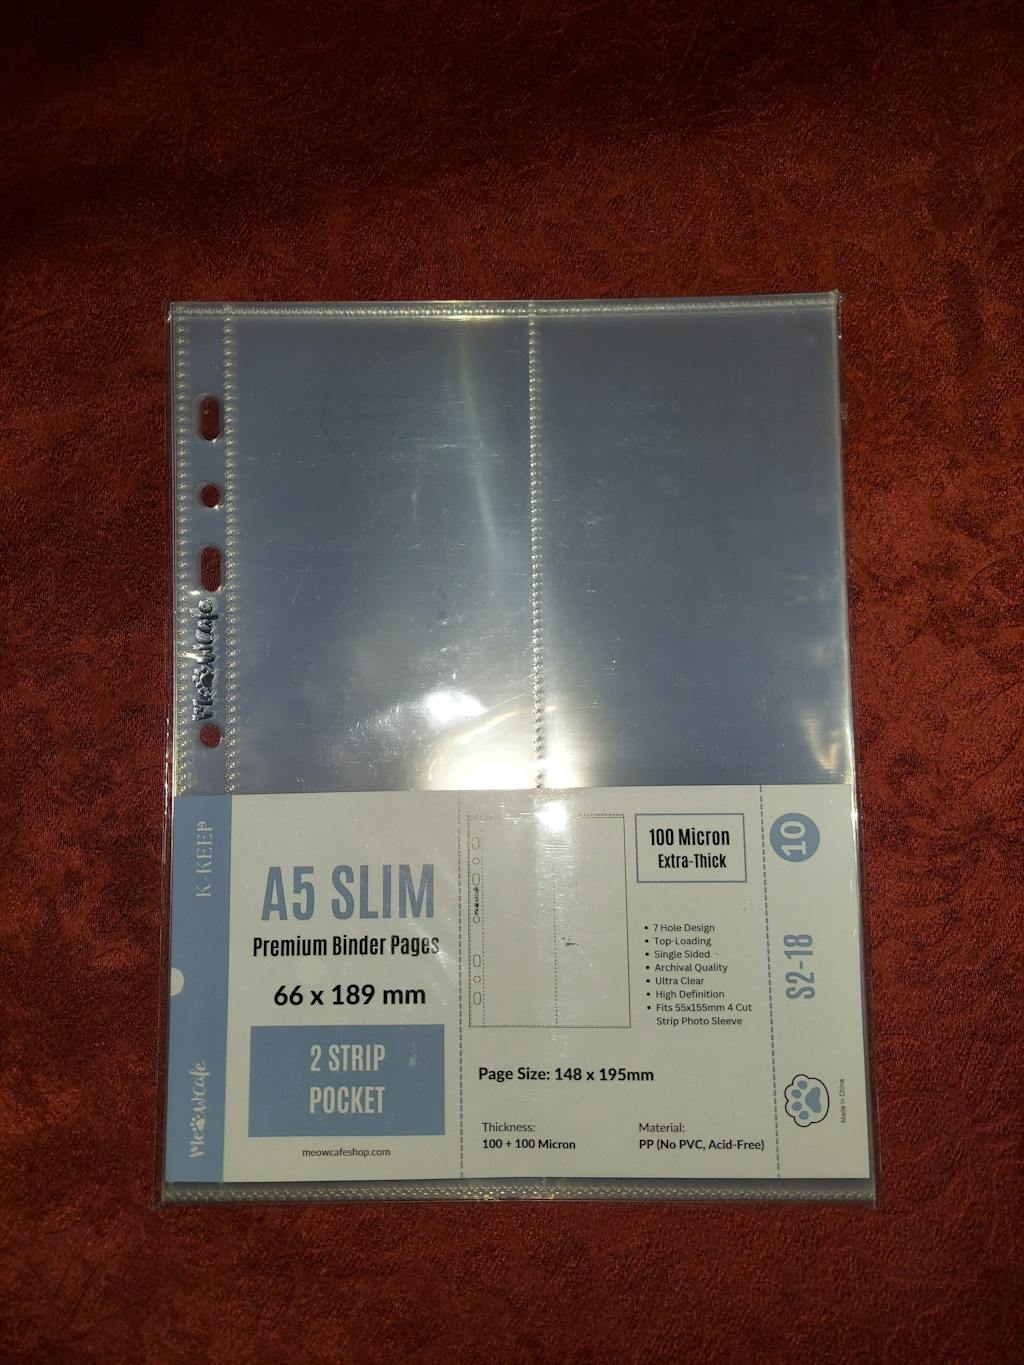 MeowCafe
K-KEEP
MeowCafe
A5 SLIM
Premium Binder Pages
66 x 189 mm
2 STRIP
POCKET
meowcafeshop.com
100 Micron
Extra-Thick
• 7 Hole Design
• Top-Loading
• Single Sided
• Archival Quality
• Ultra Clear
• High Definition
• Fits 55x155mm 4 Cut
Strip Photo Sleeve
Page Size: 148 x 195mm
Thickness:
100 + 100 Micron
Material:
PP (No PVC, Acid-Free)
10
S2-18
Made in China